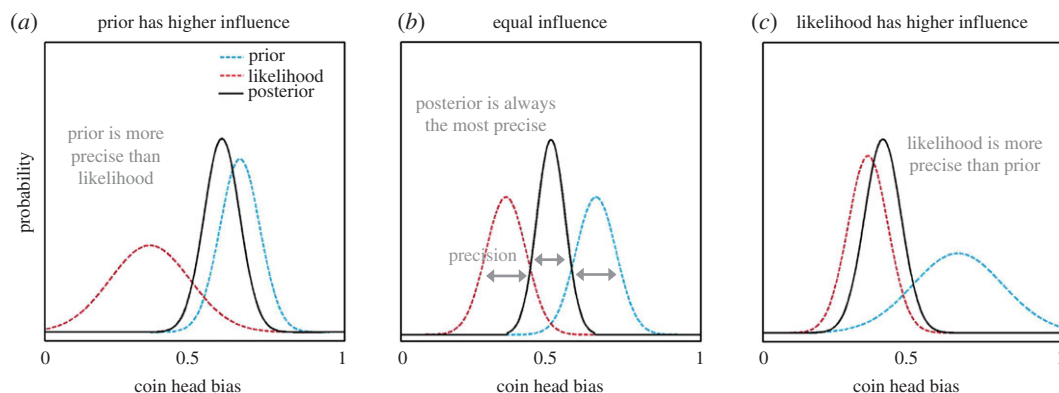 (a) prior has higher influence
prior
likelihood
posterior
prior is more
precise than
likelihood
probability
0 0.5 1
coin head bias
(b) equal influence
posterior is always
the most precise
precision
0 0.5 1
coin head bias
(c) likelihood has higher influence
likelihood is more
precise than prior
0 0.5 1
coin head bias